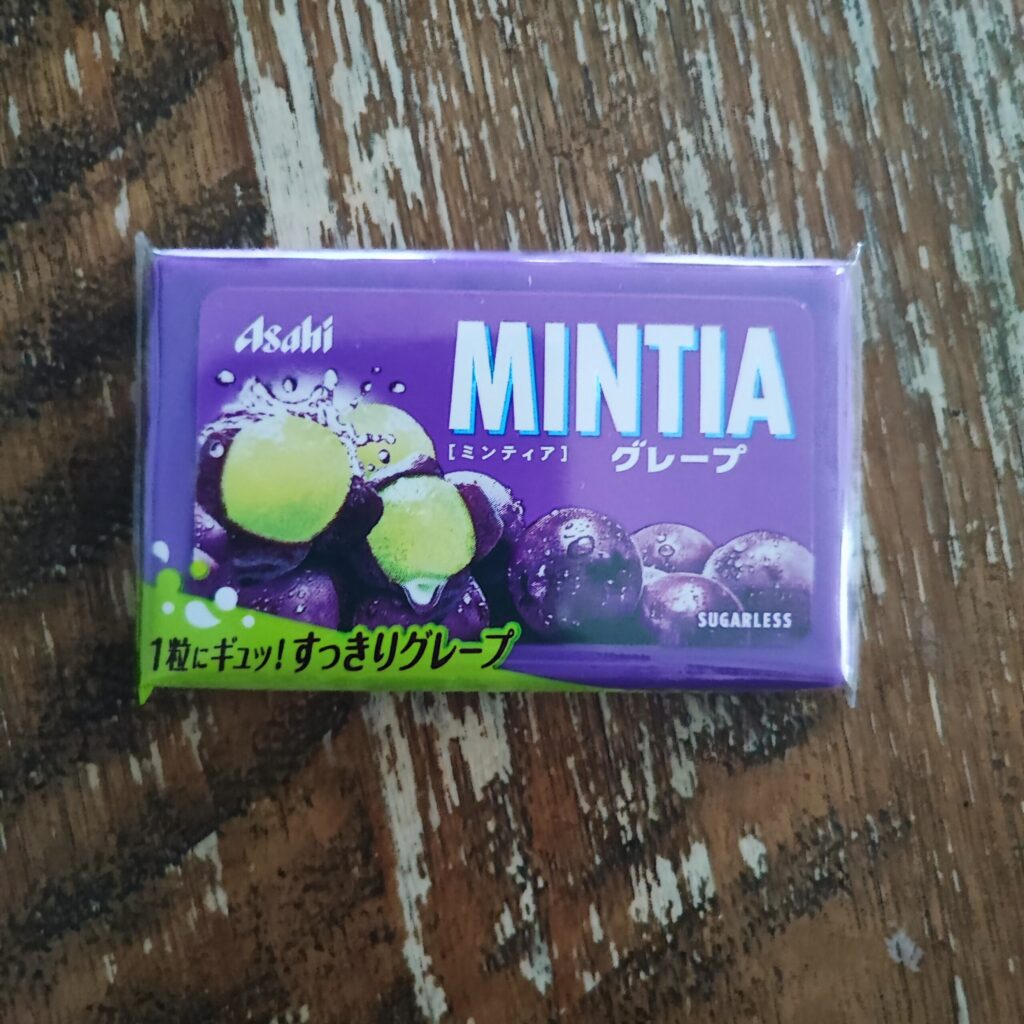 Asahi
MINTIA
[ミンティア] グレープ
SUGARLESS
1粒にギュッ!すっきりグレープ